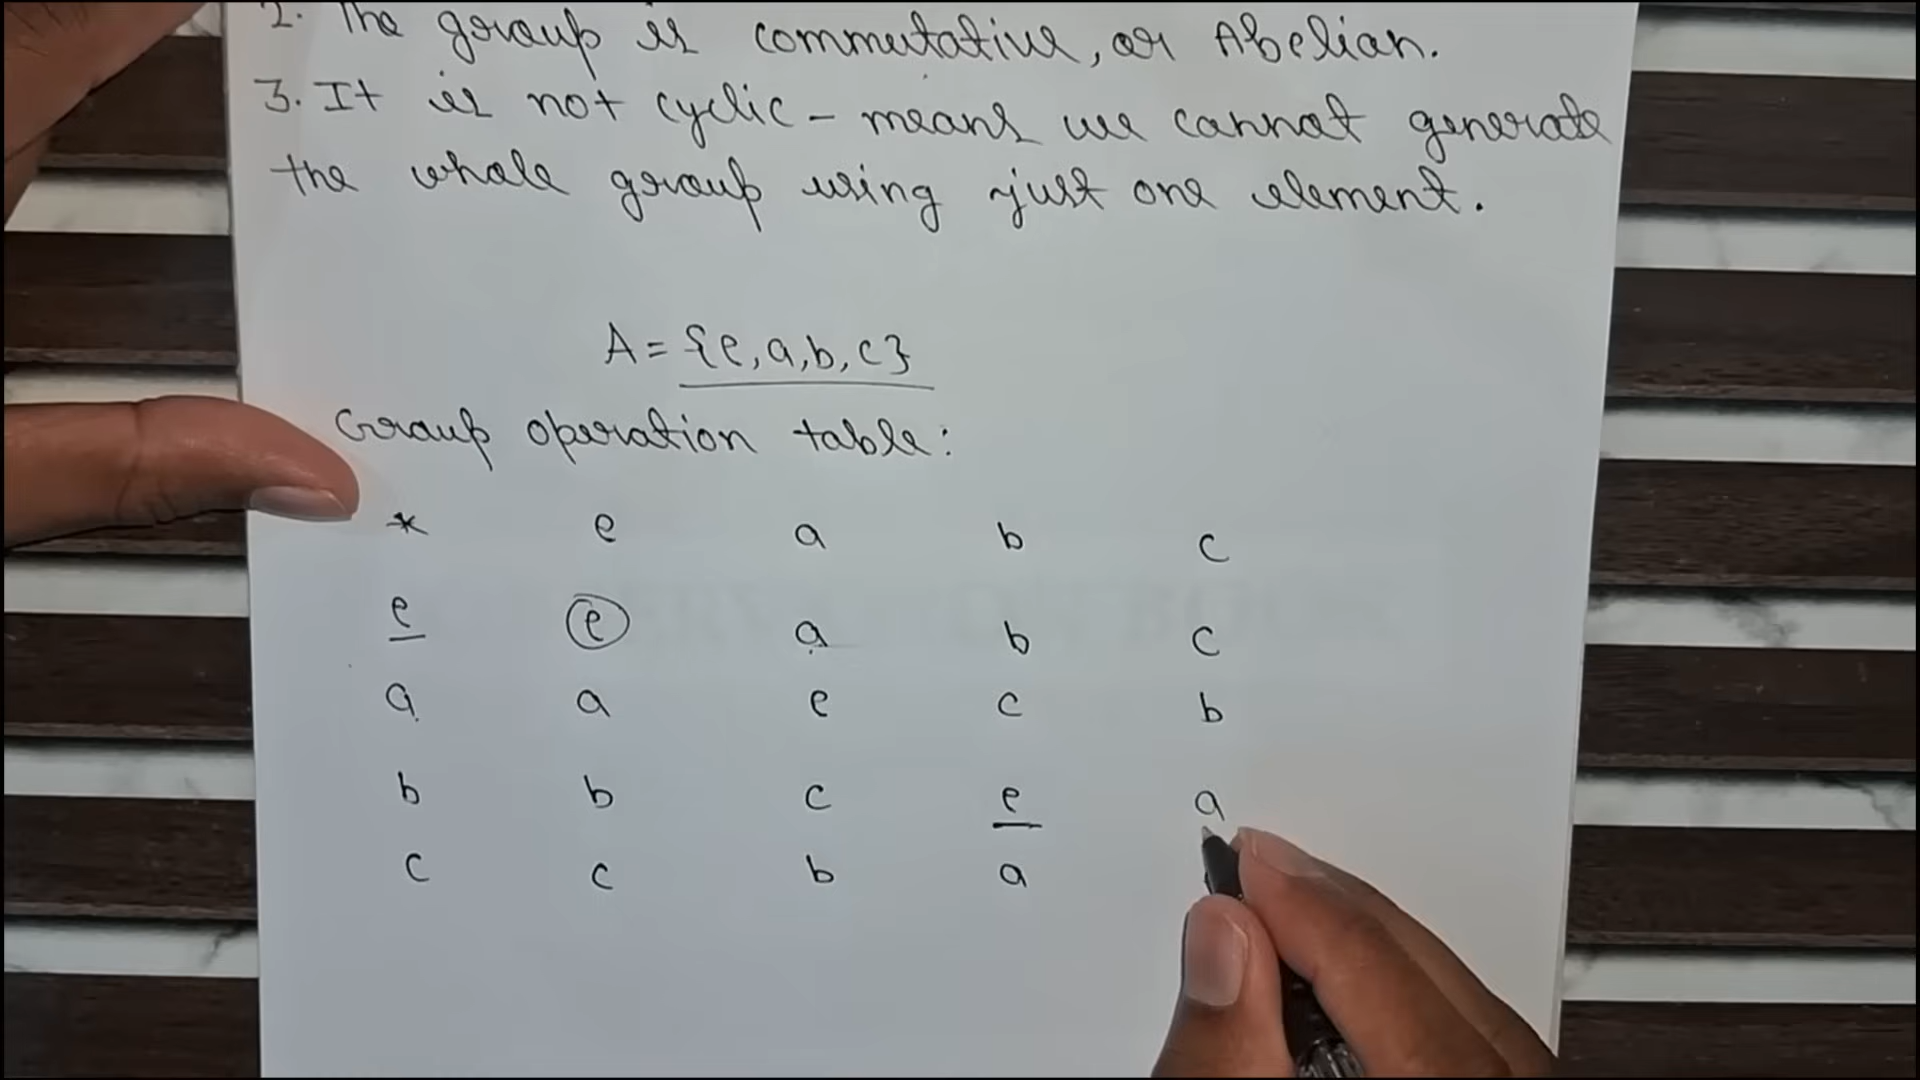 2. The group is commutative, or Abelian.
3. It is not cyclic - means we cannot generate
the whole group using just one element.
A = {e, a, b, c}
Group operation table:
* e a b c
e e a b c
a a e c b
b b c e a
c c b a